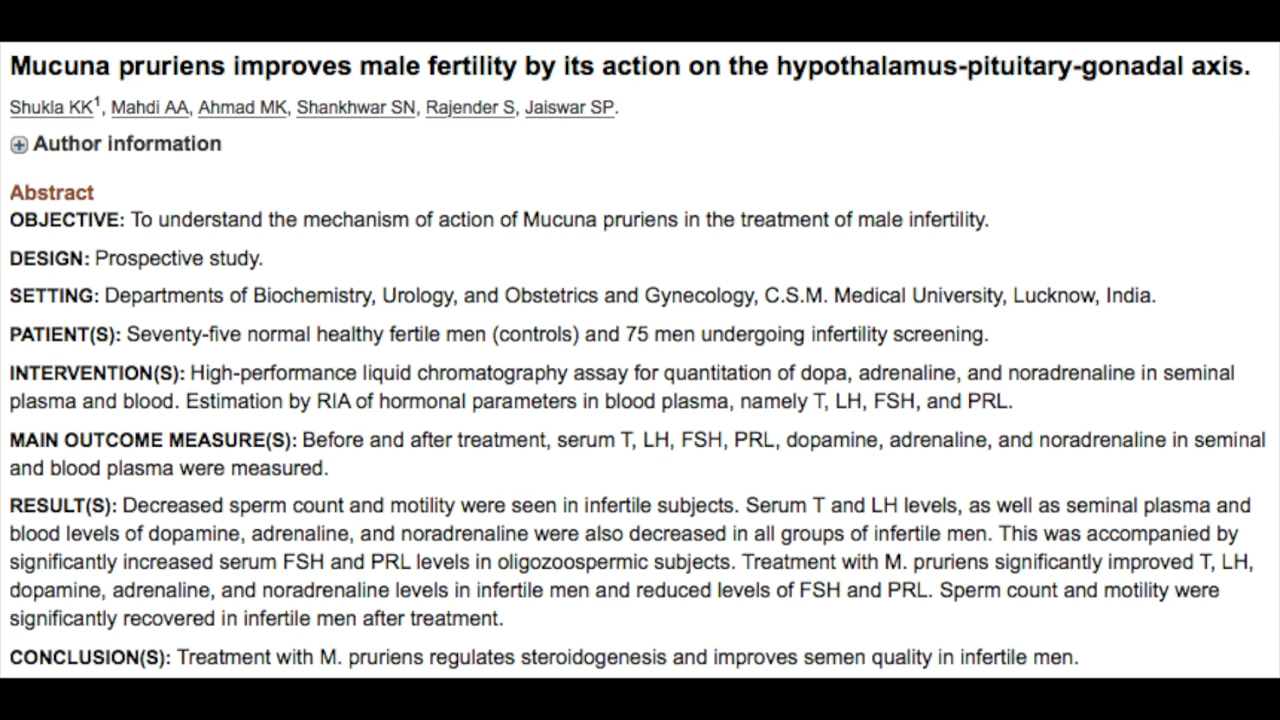 Mucuna pruriens improves male fertility by its action on the hypothalamus-pituitary-gonadal axis.
Shukla KK1, Mahdi AA, Ahmad MK, Shankhwar SN, Rajender S, Jaiswar SP.
Author information
Abstract
OBJECTIVE: To understand the mechanism of action of Mucuna pruriens in the treatment of male infertility.
DESIGN: Prospective study.
SETTING: Departments of Biochemistry, Urology, and Obstetrics and Gynecology, C.S.M. Medical University, Lucknow, India.
PATIENT(S): Seventy-five normal healthy fertile men (controls) and 75 men undergoing infertility screening.
INTERVENTION(S): High-performance liquid chromatography assay for quantitation of dopa, adrenaline, and noradrenaline in seminal
plasma and blood. Estimation by RIA of hormonal parameters in blood plasma, namely T, LH, FSH, and PRL.
MAIN OUTCOME MEASURE(S): Before and after treatment, serum T, LH, FSH, PRL, dopamine, adrenaline, and noradrenaline in seminal
and blood plasma were measured.
RESULT(S): Decreased sperm count and motility were seen in infertile subjects. Serum T and LH levels, as well as seminal plasma and
blood levels of dopamine, adrenaline, and noradrenaline were also decreased in all groups of infertile men. This was accompanied by
significantly increased serum FSH and PRL levels in oligozoospermic subjects. Treatment with M. pruriens significantly improved T, LH,
dopamine, adrenaline, and noradrenaline levels in infertile men and reduced levels of FSH and PRL. Sperm count and motility were
significantly recovered in infertile men after treatment.
CONCLUSION(S): Treatment with M. pruriens regulates steroidogenesis and improves semen quality in infertile men.